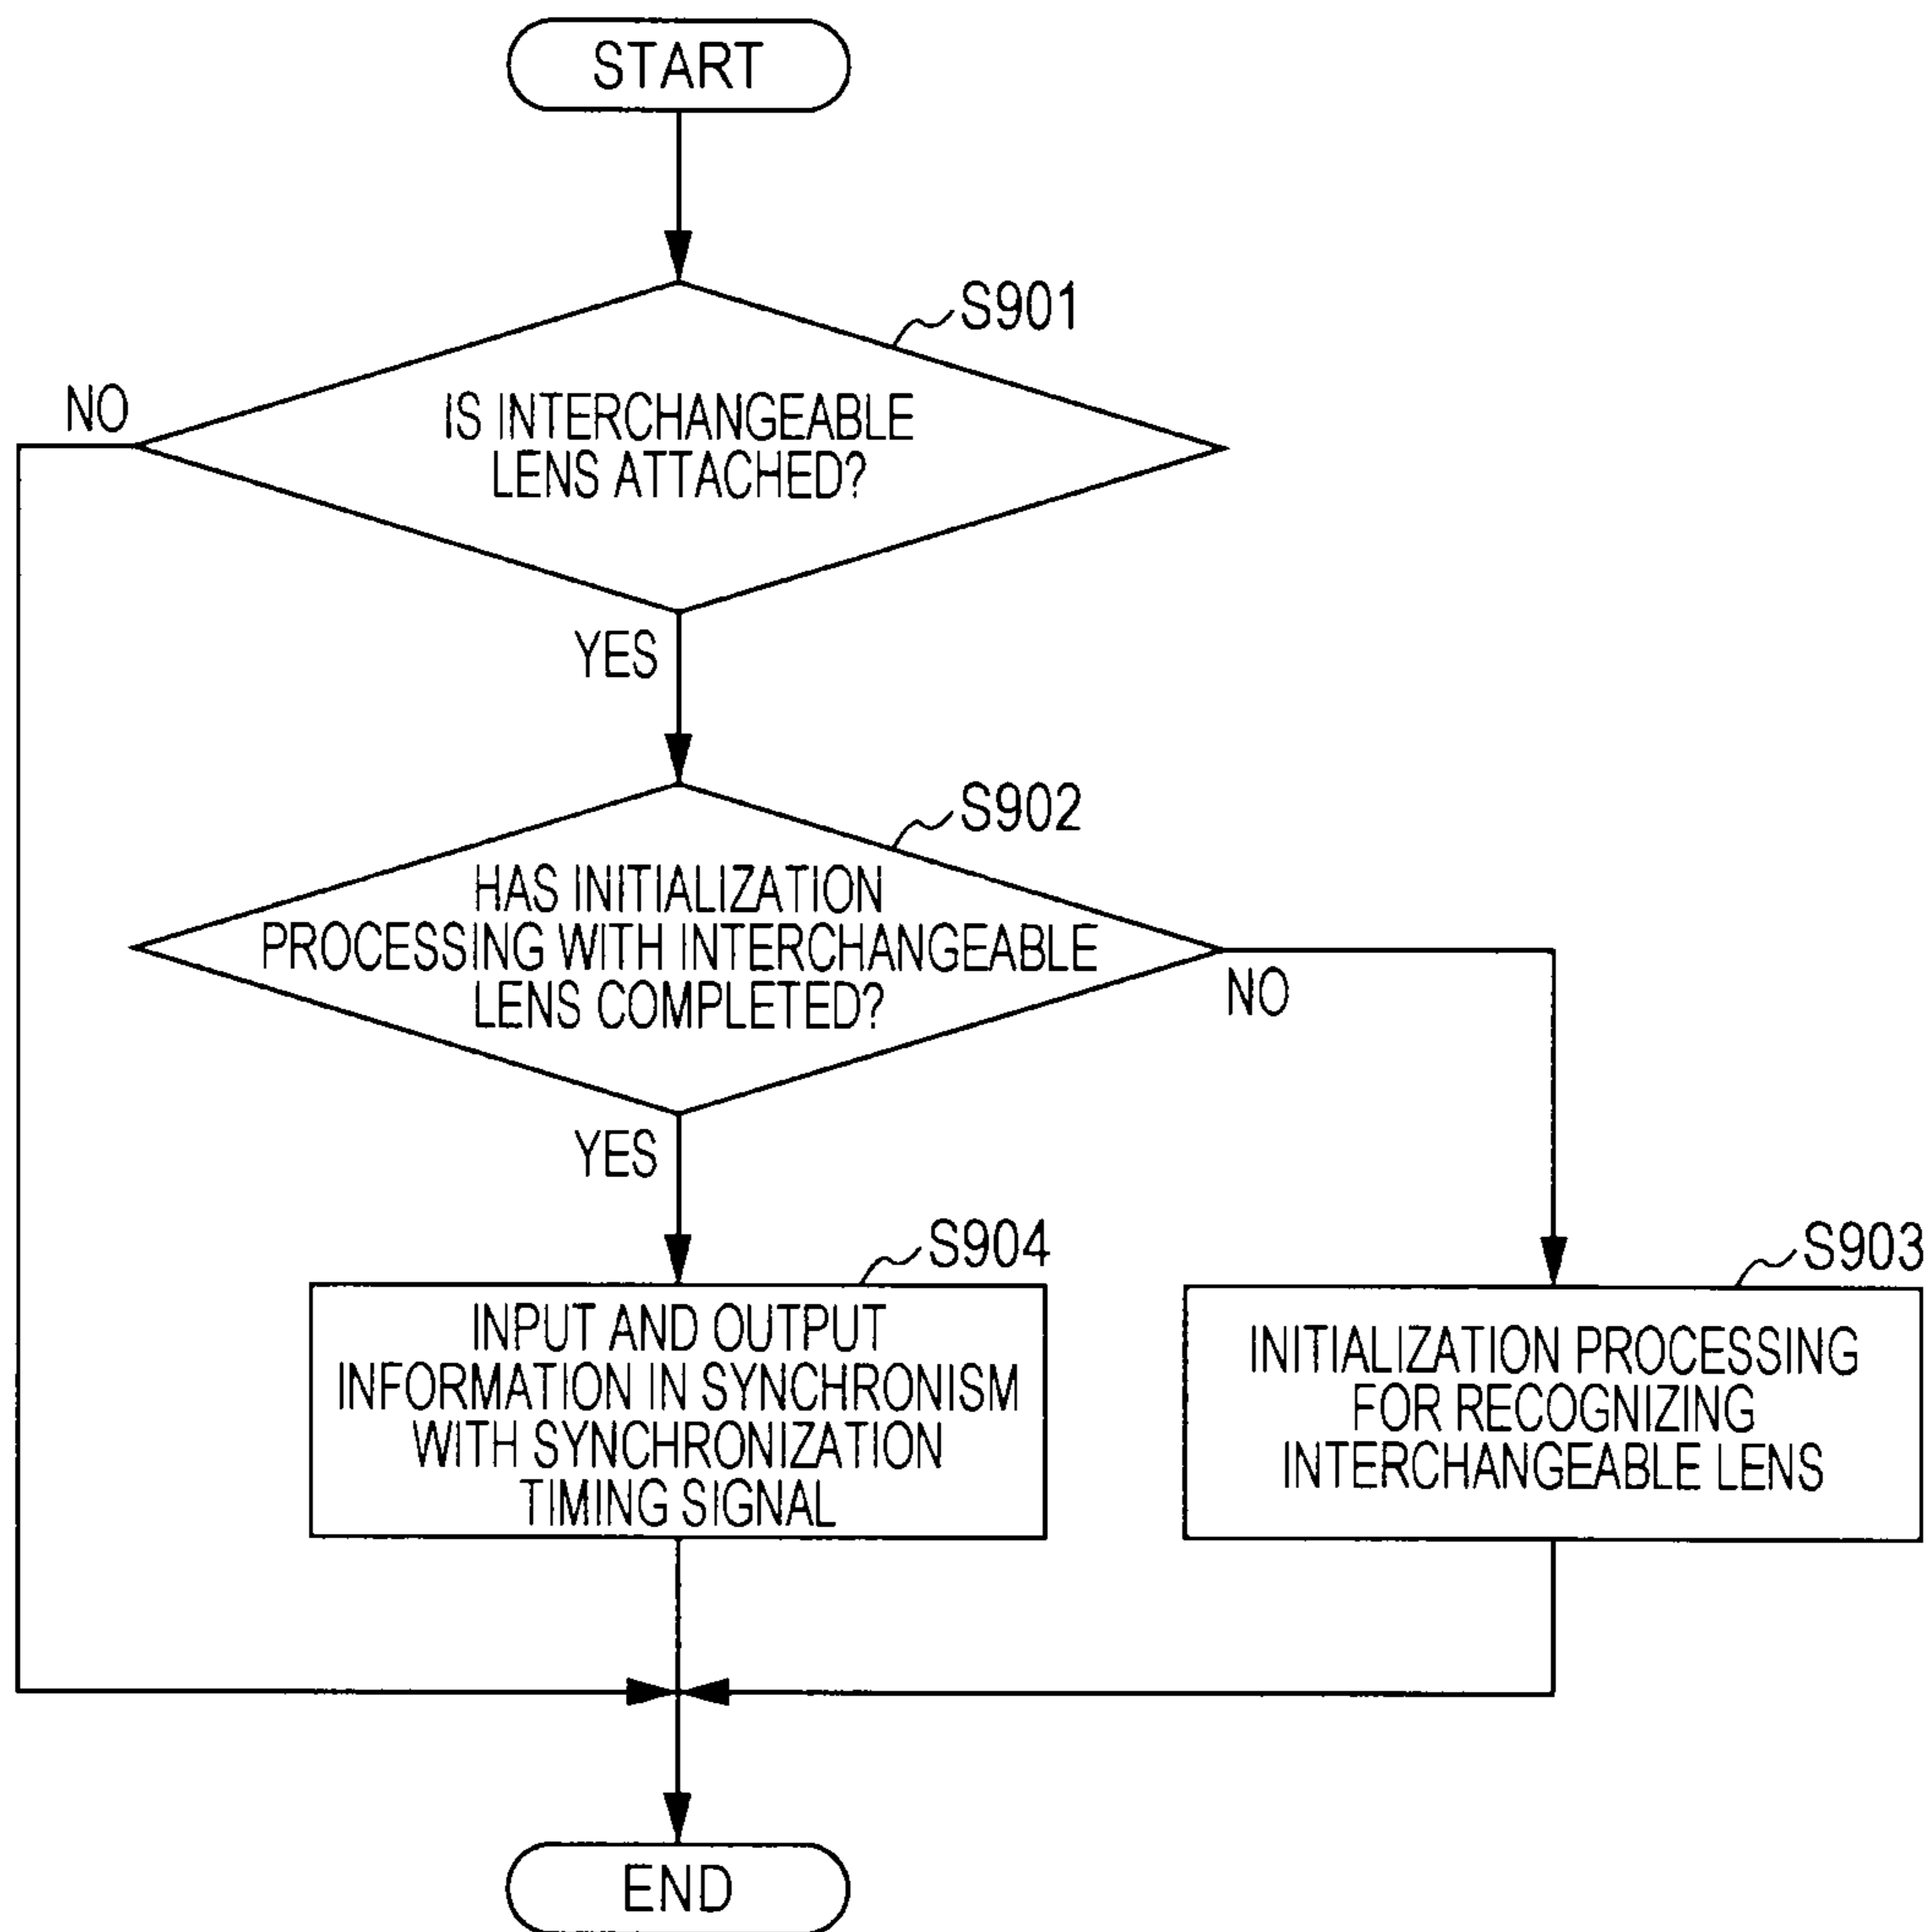 START
S901
NO
IS INTERCHANGEABLE
LENS ATTACHED?
YES
S902
HAS INITIALIZATION
PROCESSING WITH INTERCHANGEABLE
LENS COMPLETED?
NO
YES
S904
S903
INPUT AND OUTPUT
INFORMATION IN SYNCHRONISM
WITH SYNCHRONIZATION
TIMING SIGNAL
INITIALIZATION PROCESSING
FOR RECOGNIZING
INTERCHANGEABLE LENS
END